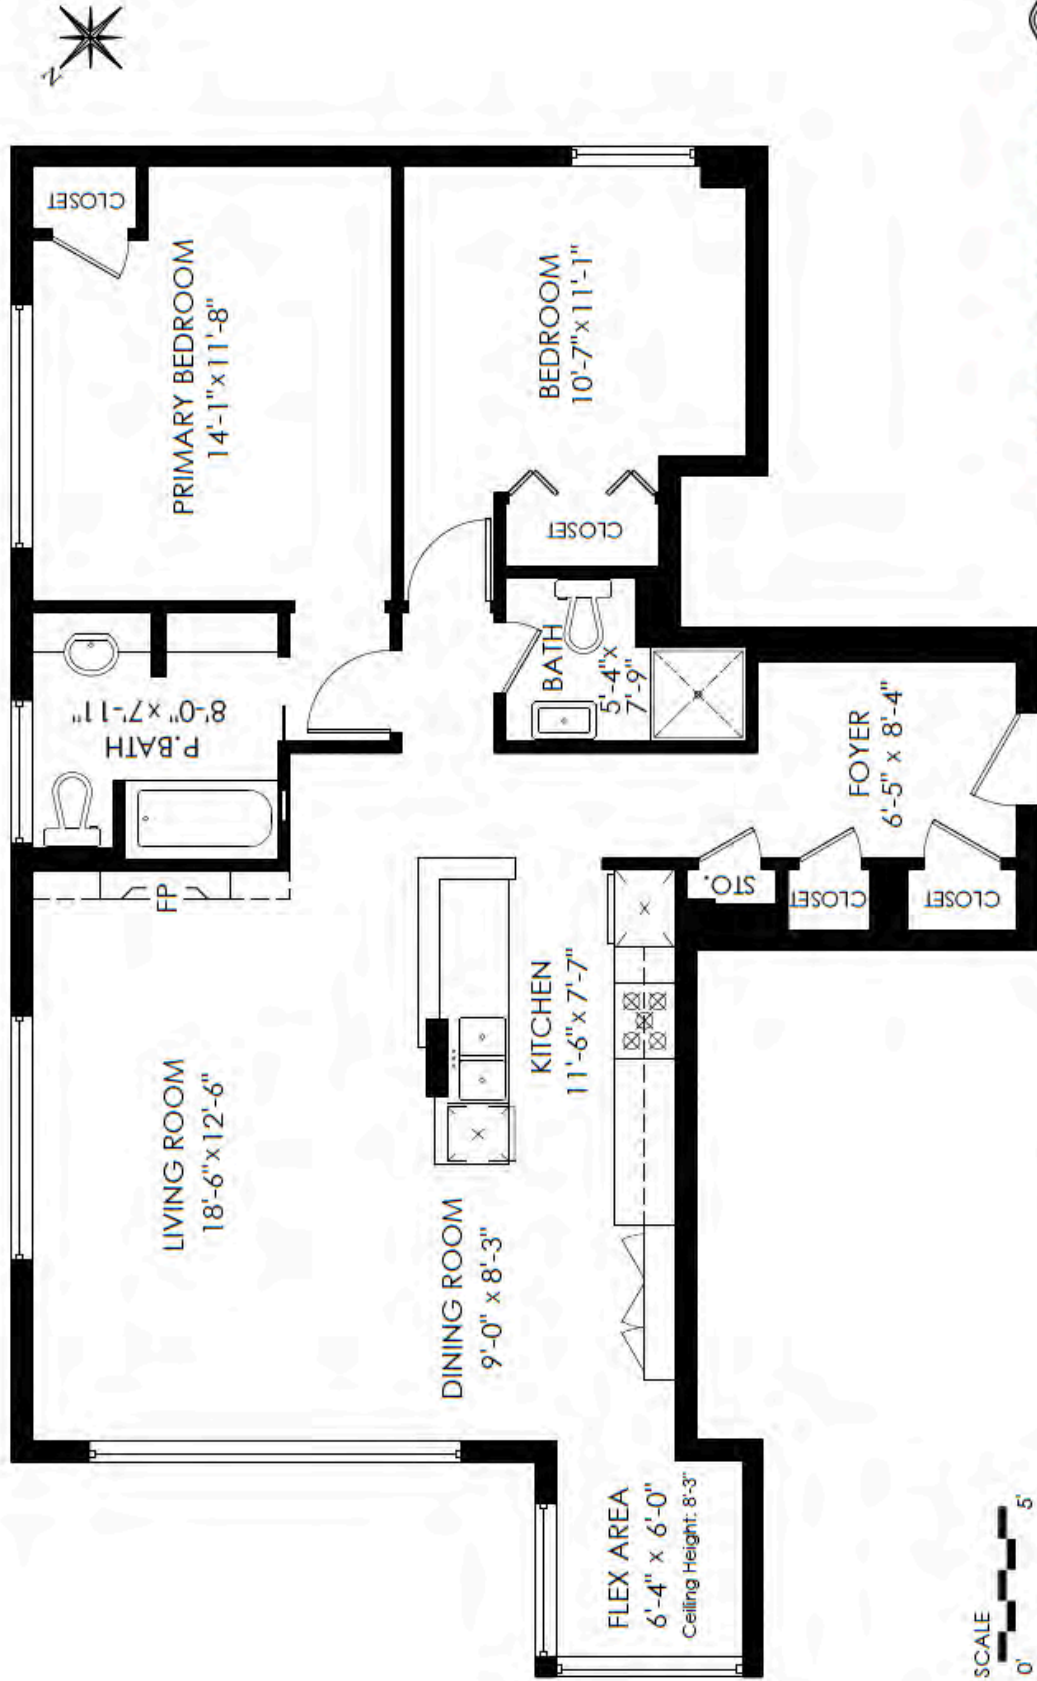 N
CLOSET
PRIMARY BEDROOM
14'-1"x11'-8"
BEDROOM
10'-7"x11'-1"
CLOSET
P.BATH
8'-0" x7'-11"
BATH
5'-4"x
7'-9"
FOYER
6'-5" x 8'-4"
FP
STO.
CLOSET
CLOSET
LIVING ROOM
18'-6"x12'-6"
KITCHEN
11'-6"x 7'-7"
DINING ROOM
9'-0" x 8'-3"
FLEX AREA
6'-4" x 6'-0"
Ceiling Height: 8'-3"
SCALE
0' 5'